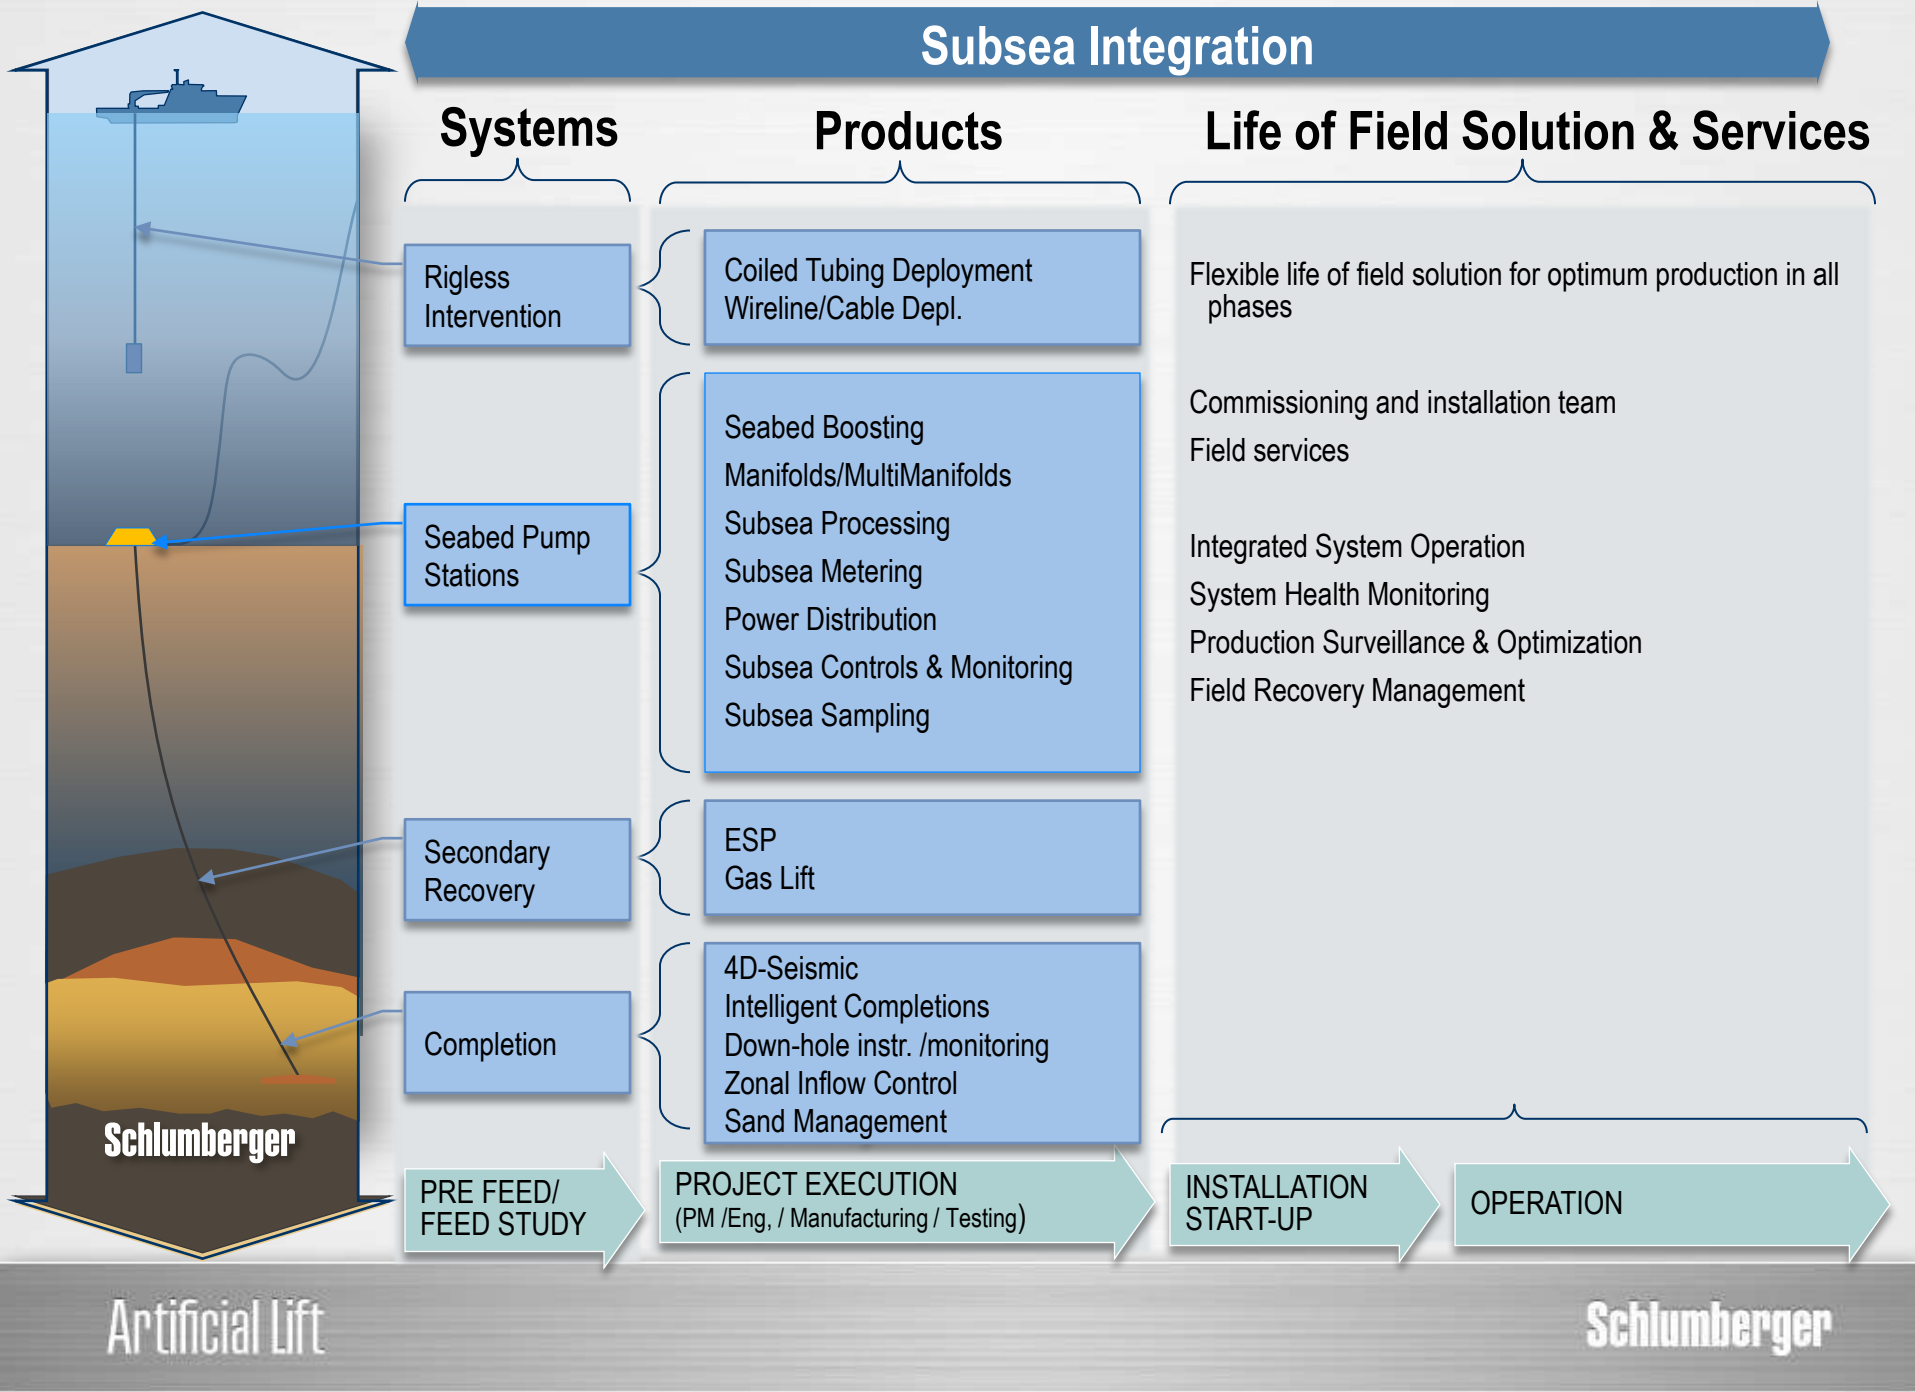 Subsea Integration
Systems
Products
Life of Field Solution & Services
Rigless
Intervention
Coiled Tubing Deployment
Wireline/Cable Depl.
Flexible life of field solution for optimum production in all
phases
Seabed Pump
Stations
Seabed Boosting
Manifolds/MultiManifolds
Subsea Processing
Subsea Metering
Power Distribution
Subsea Controls & Monitoring
Subsea Sampling
Commissioning and installation team
Field services
Integrated System Operation
System Health Monitoring
Production Surveillance & Optimization
Field Recovery Management
Secondary
Recovery
ESP
Gas Lift
Completion
4D-Seismic
Intelligent Completions
Down-hole instr. /monitoring
Zonal Inflow Control
Sand Management
Schlumberger
PRE FEED/
FEED STUDY
PROJECT EXECUTION
(PM /Eng, / Manufacturing / Testing)
INSTALLATION
START-UP
OPERATION
Artificial Lift
Schlumberger